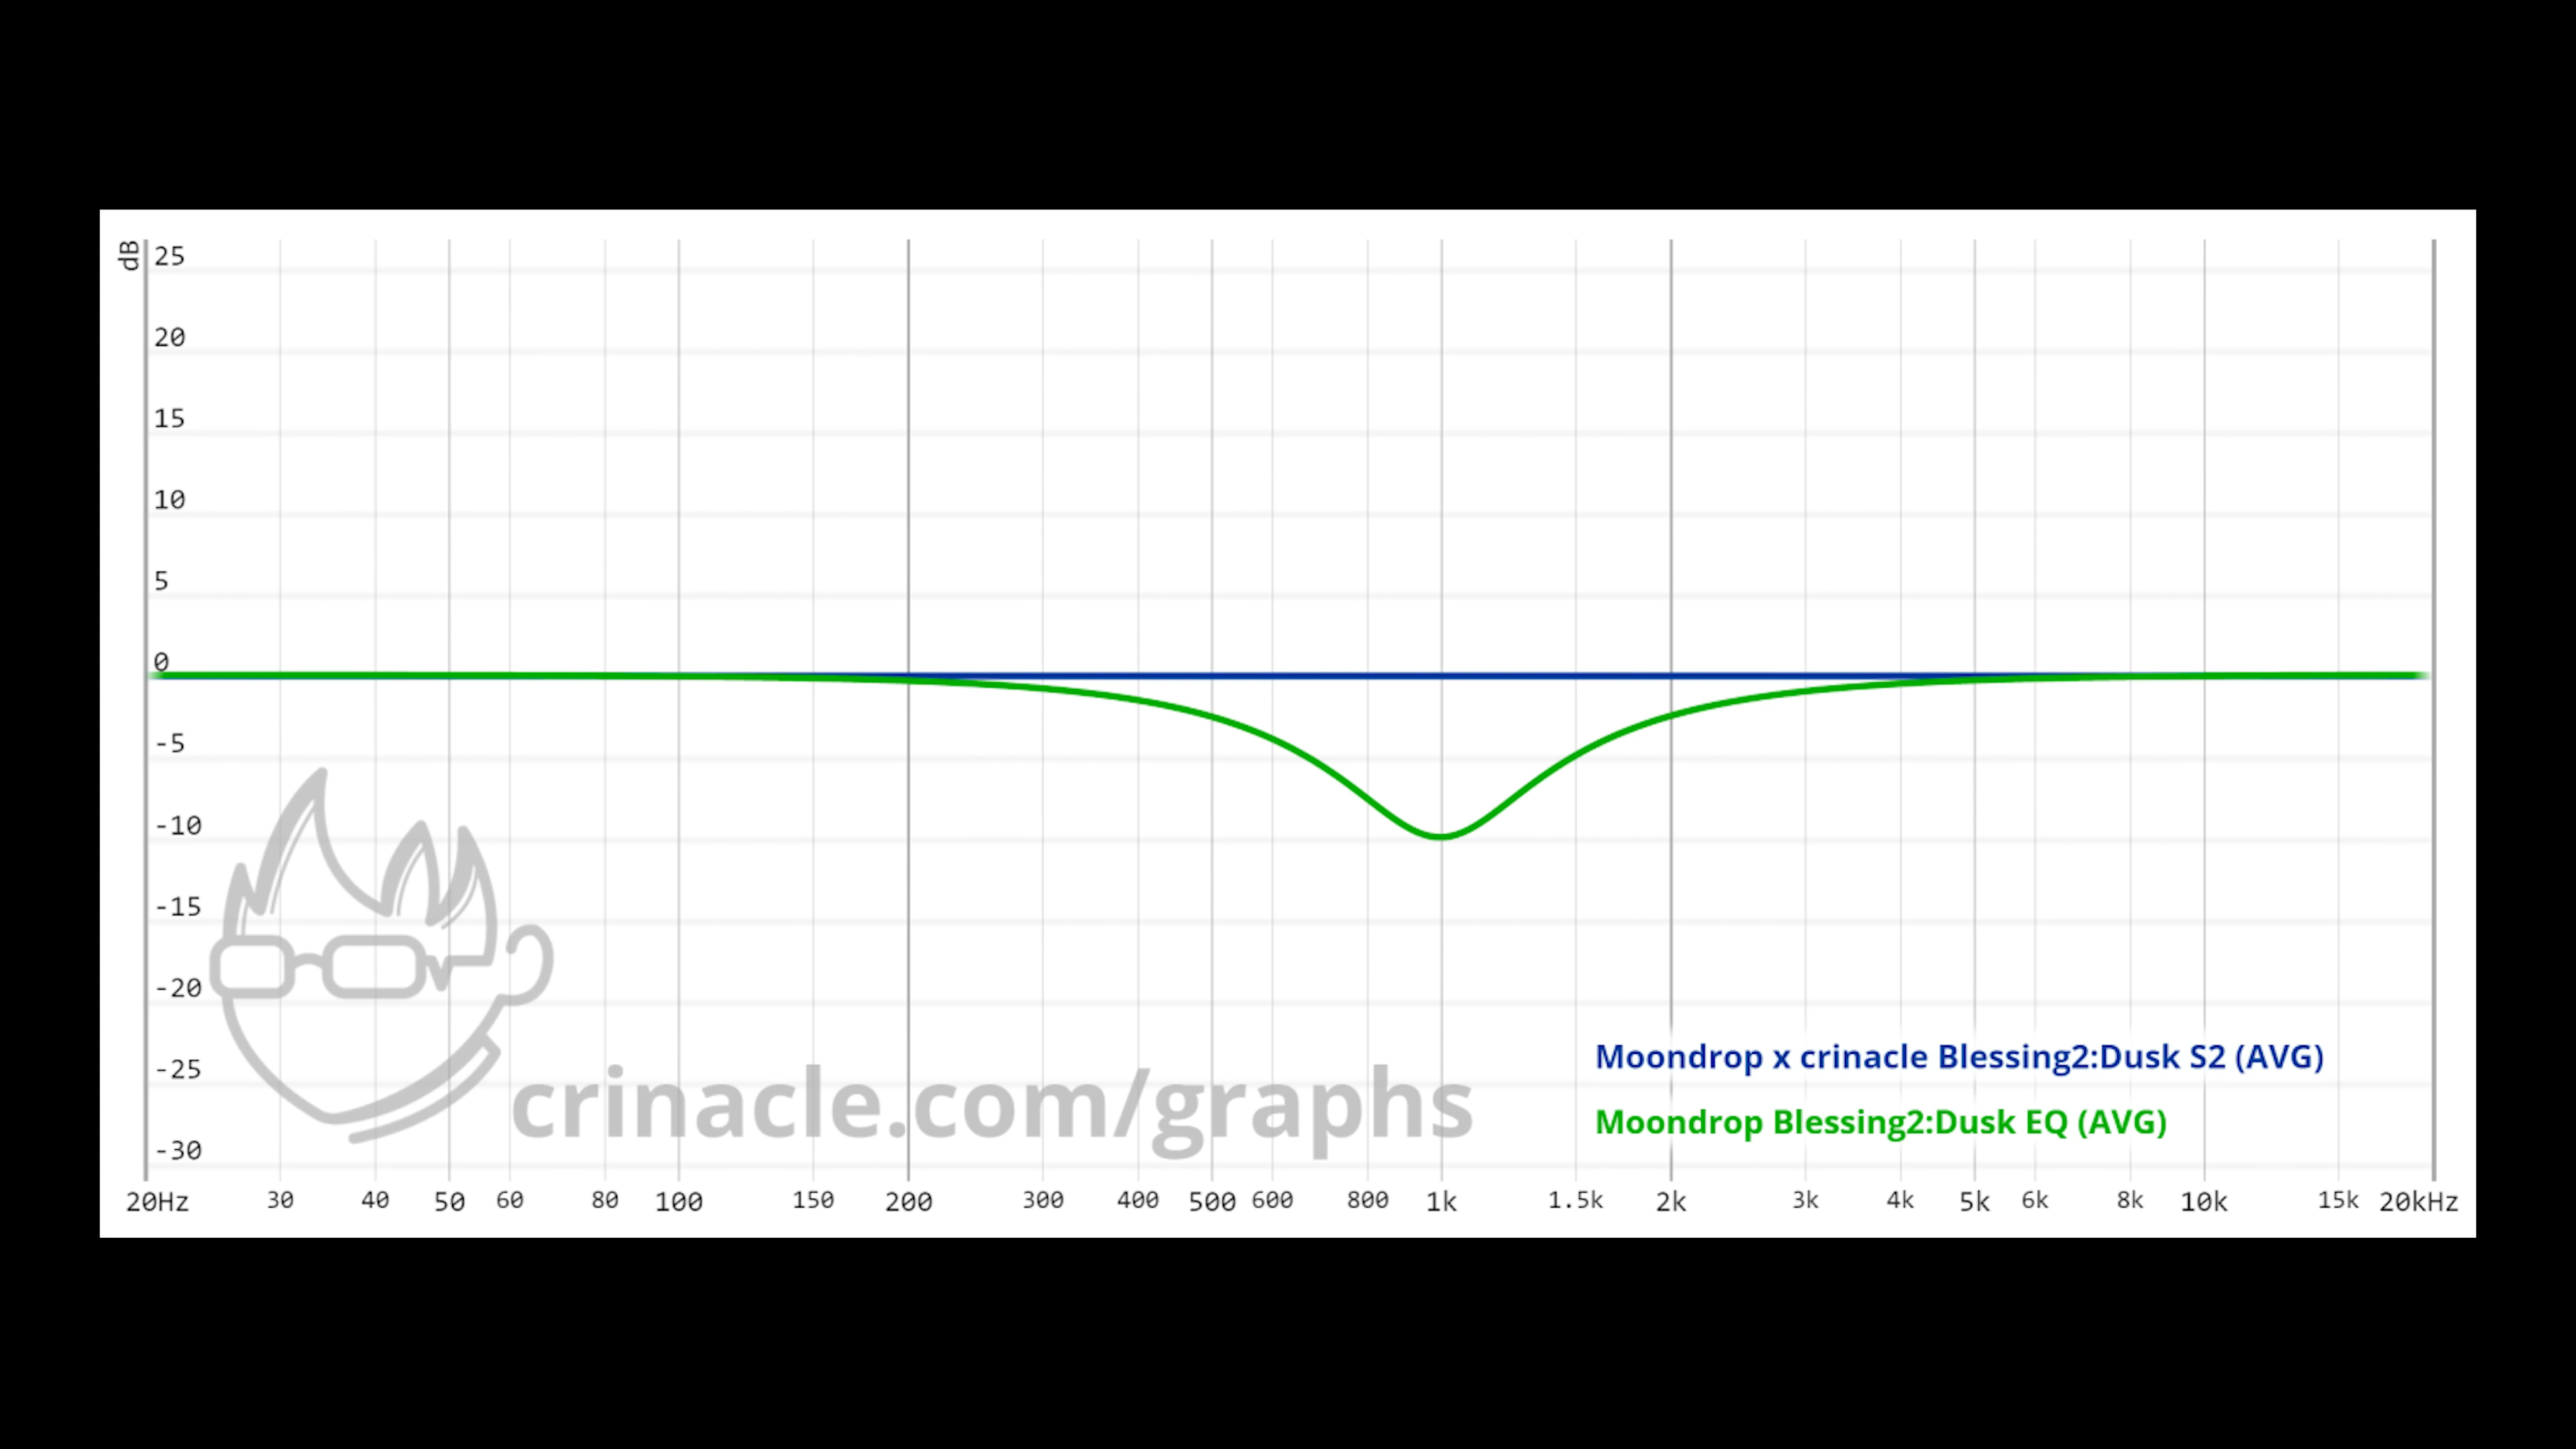 dB
25
20
15
10
5
0
-5
-10
-15
-20
-25
-30
crinacle.com/graphs
Moondrop x crinacle Blessing2:Dusk S2 (AVG)
Moondrop Blessing2:Dusk EQ (AVG)
20Hz 30 40 50 60 80 100 150 200 300 400 500 600 800 1k 1.5k 2k 3k 4k 5k 6k 8k 10k 15k 20kHz